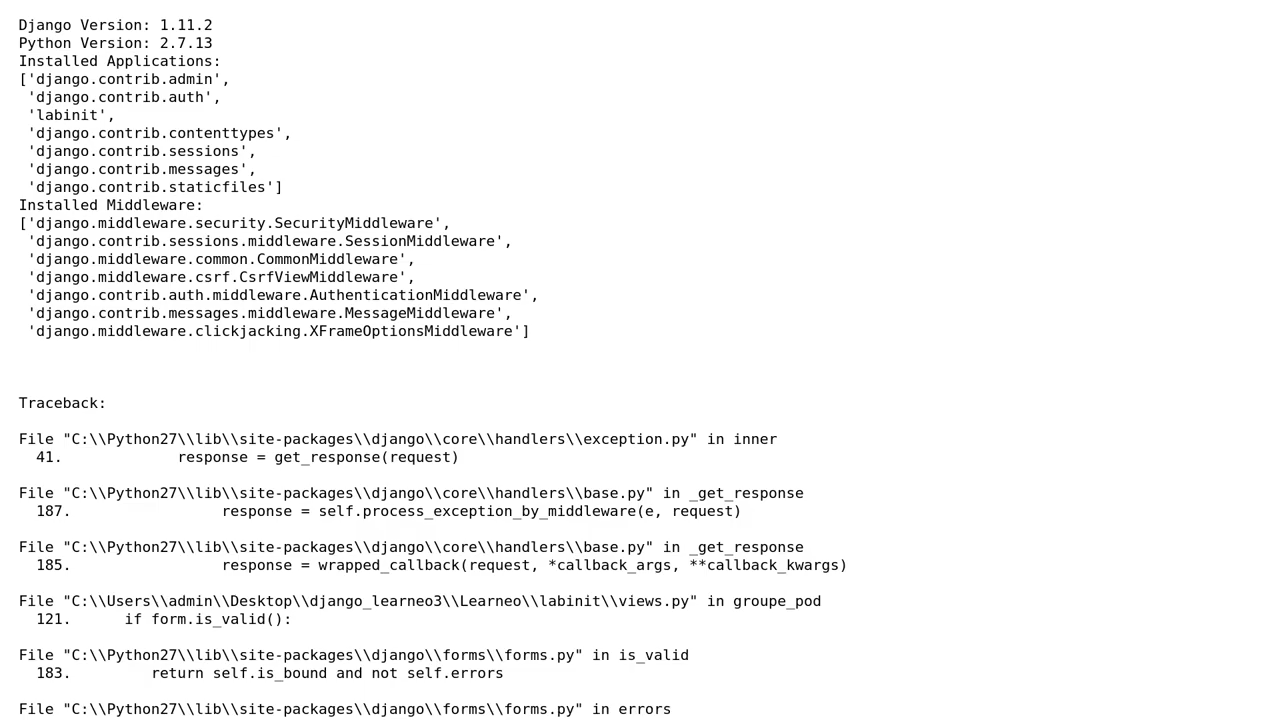 Django Version: 1.11.2
Python Version: 2.7.13
Installed Applications:
['django.contrib.admin',
 'django.contrib.auth',
 'labinit',
 'django.contrib.contenttypes',
 'django.contrib.sessions',
 'django.contrib.messages',
 'django.contrib.staticfiles']
Installed Middleware:
['django.middleware.security.SecurityMiddleware',
 'django.contrib.sessions.middleware.SessionMiddleware',
 'django.middleware.common.CommonMiddleware',
 'django.middleware.csrf.CsrfViewMiddleware',
 'django.contrib.auth.middleware.AuthenticationMiddleware',
 'django.contrib.messages.middleware.MessageMiddleware',
 'django.middleware.clickjacking.XFrameOptionsMiddleware']
Traceback:
File "C:\\Python27\\lib\\site-packages\\django\\core\\handlers\\exception.py" in inner
  41.             response = get_response(request)
File "C:\\Python27\\lib\\site-packages\\django\\core\\handlers\\base.py" in _get_response
  187.                 response = self.process_exception_by_middleware(e, request)
File "C:\\Python27\\lib\\site-packages\\django\\core\\handlers\\base.py" in _get_response
  185.                 response = wrapped_callback(request, *callback_args, **callback_kwargs)
File "C:\\Users\\admin\\Desktop\\django_learneo3\\Learneo\\labinit\\views.py" in groupe_pod
  121.      if form.is_valid():
File "C:\\Python27\\lib\\site-packages\\django\\forms\\forms.py" in is_valid
  183.         return self.is_bound and not self.errors
File "C:\\Python27\\lib\\site-packages\\django\\forms\\forms.py" in errors